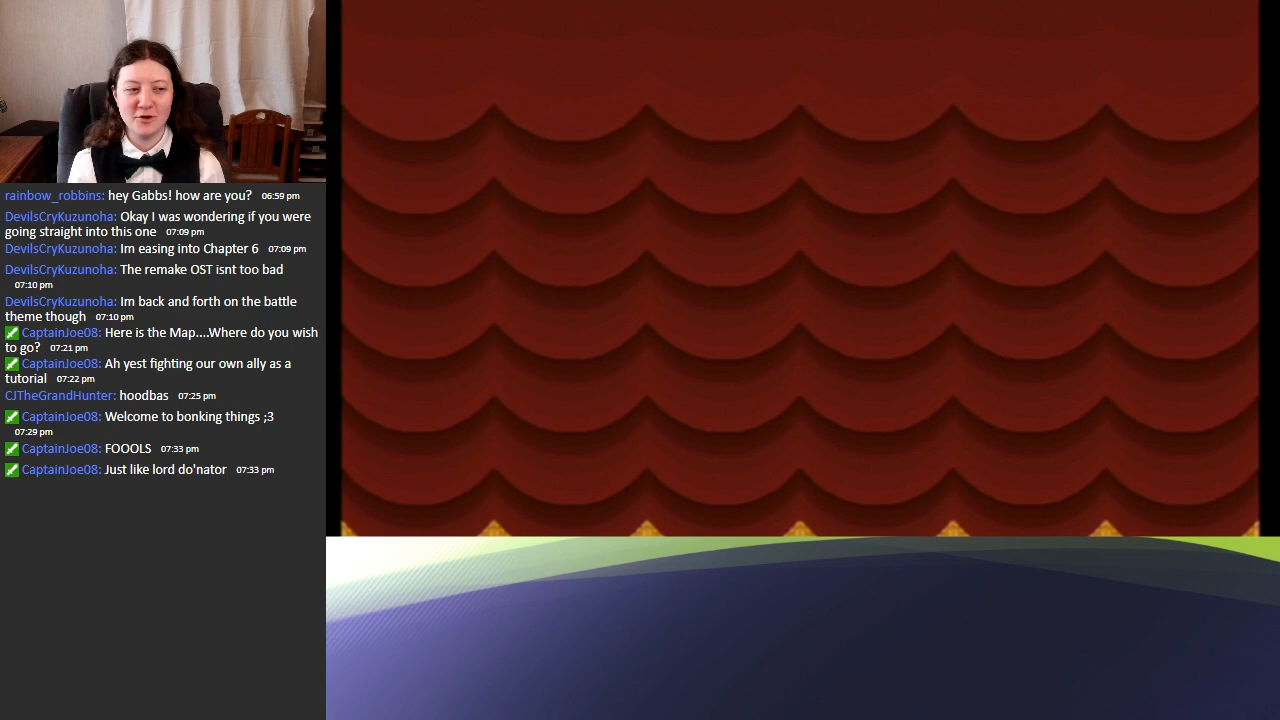 rainbow_robbins: hey Gabbs! how are you? 06:59 pm
DevilsCryKuzunoha: Okay I was wondering if you were
going straight into this one 07:09 pm
DevilsCryKuzunoha: Im easing into Chapter 6 07:09 pm
DevilsCryKuzunoha: The remake OST isnt too bad
07:10 pm
DevilsCryKuzunoha: Im back and forth on the battle
theme though 07:10 pm
CaptainJoe08: Here is the Map....Where do you wish
to go? 07:21 pm
CaptainJoe08: Ah yest fighting our own ally as a
tutorial 07:22 pm
CJTheGrandHunter: hoodbas 07:25 pm
CaptainJoe08: Welcome to bonking things ;3
07:29 pm
CaptainJoe08: FOOOLS 07:33 pm
CaptainJoe08: Just like lord do'nator 07:33 pm